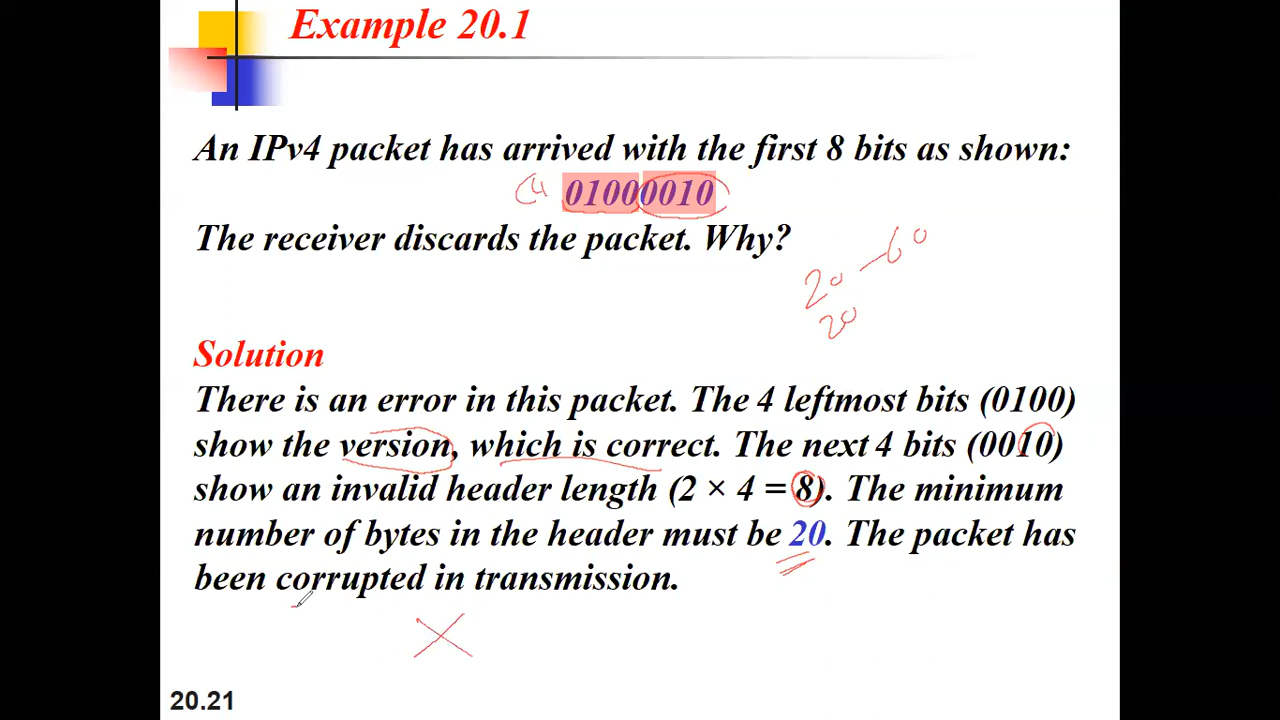 Example 20.1
An IPv4 packet has arrived with the first 8 bits as shown:
4 01000010
The receiver discards the packet. Why?
20 – 60
20
Solution
There is an error in this packet. The 4 leftmost bits (0100)
show the version, which is correct. The next 4 bits (0010)
show an invalid header length (2 × 4 = 8). The minimum
number of bytes in the header must be 20. The packet has
been corrupted in transmission.
20.21